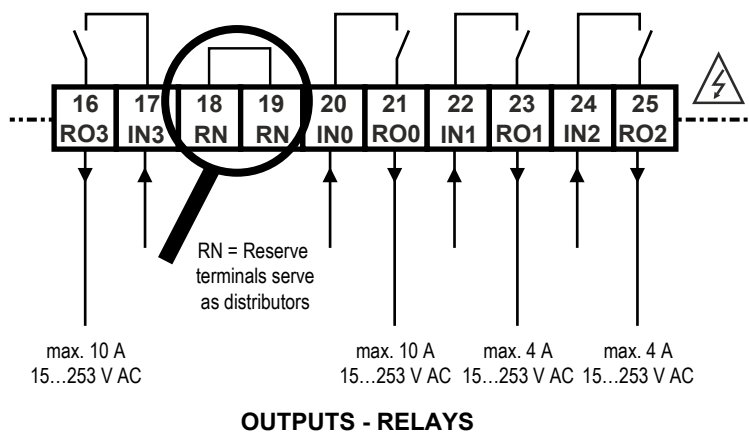 16 17 18 19 20 21 22 23 24 25
RO3 IN3 RN RN IN0 RO0 IN1 RO1 IN2 RO2
RN = Reserve
terminals serve
as distributors
max. 10 A
15...253 V AC
max. 10 A
15...253 V AC
max. 4 A
15...253 V AC
max. 4 A
15...253 V AC
OUTPUTS - RELAYS